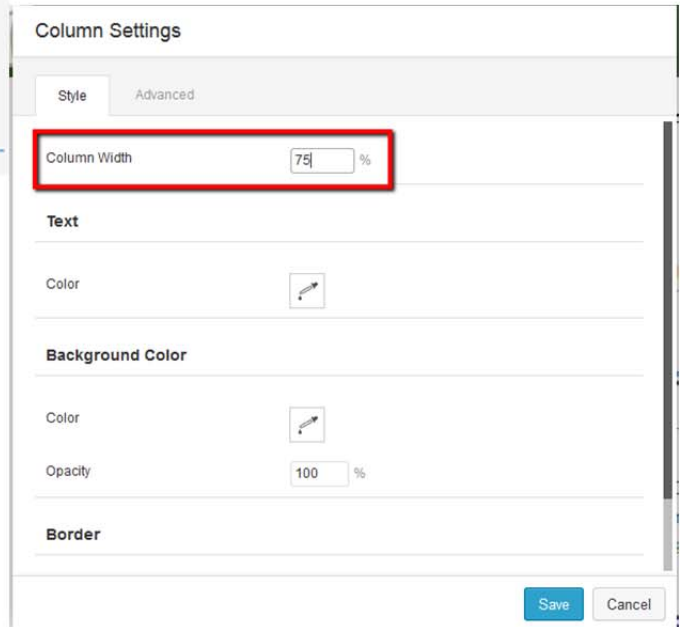 Column Settings
Style Advanced
Column Width 75 %
Text
Color
Background Color
Color
Opacity 100 %
Border
Save Cancel